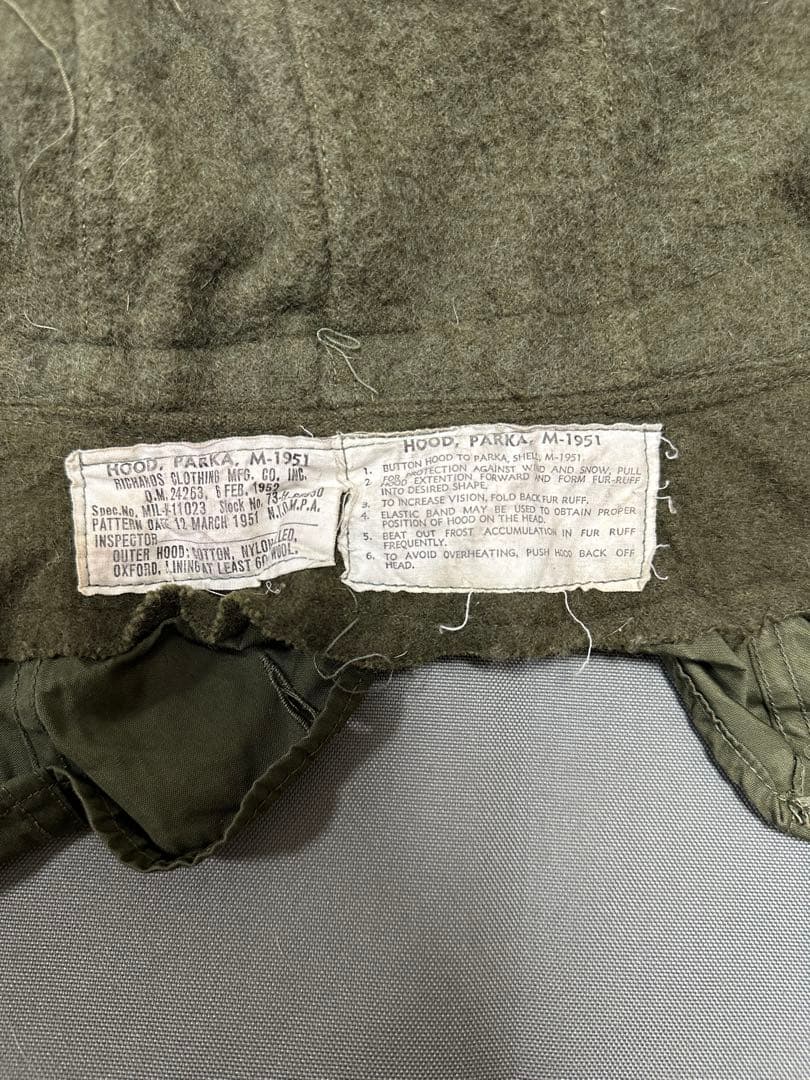 HOOD, PARKA, M-1951
RICHARDS CLOTHING MFG. CO. INC.
Q.M. 24263, 6 FEB. 1952
Spec. No. MIL-H-11023 Stock No. 73-H-
PATTERN DATE 12 MARCH 1951 N.Y.Q.M.P.A.
INSPECTOR
OUTER HOOD: COTTON,
OXFORD. LINING AT LEAST WOOL.
HOOD, PARKA, M-1951
1. BUTTON HOOD TO PARKA, SHELL, M-1951
2. FOR PROTECTION AGAINST WIND AND SNOW, PULL
HOOD EXTENTION FORWARD AND FORM FUR-RUFF
INTO DESIRED SHAPE.
3. TO INCREASE VISION, FOLD BACK FUR RUFF.
4. ELASTIC BAND MAY BE USED TO OBTAIN PROPER
POSITION OF HOOD ON THE HEAD.
5. BEAT OUT FROST ACCUMULATION IN FUR RUFF
FREQUENTLY.
6. TO AVOID OVERHEATING, PUSH HOOD BACK OFF
HEAD.